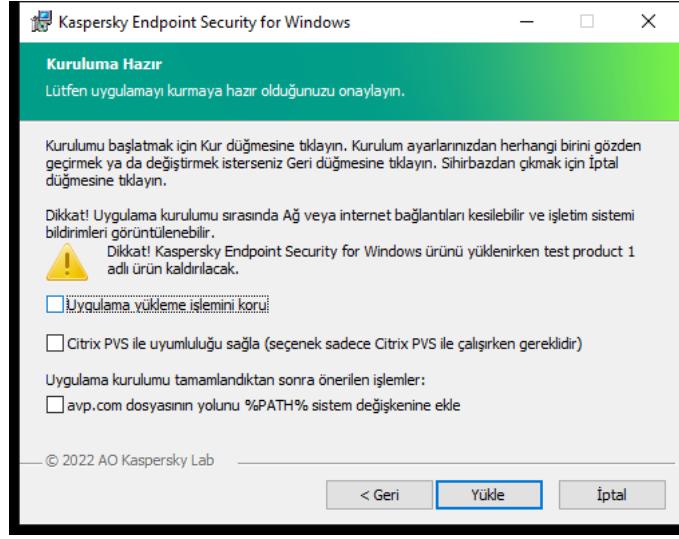 Kaspersky Endpoint Security for Windows
Kuruluma Hazır
Lütfen uygulamayı kurmaya hazır olduğunuzu onaylayın.
Kurulumu başlatmak için Kur düğmesine tıklayın. Kurulum ayarlarınızdan herhangi birini gözden
geçirmek ya da değiştirmek isterseniz Geri düğmesine tıklayın. Sihirbazdan çıkmak için İptal
düğmesine tıklayın.
Dikkat! Uygulama kurulumu sırasında Ağ veya internet bağlantıları kesilebilir ve işletim sistemi
bildirimleri görüntülenebilir.
Dikkat! Kaspersky Endpoint Security for Windows ürünü yüklenirken test product 1
adlı ürün kaldırılacak.
Uygulama yükleme işlemini koru
Citrix PVS ile uyumluluğu sağla (seçenek sadece Citrix PVS ile çalışırken gereklidir)
Uygulama kurulumu tamamlandıktan sonra önerilen işlemler:
avp.com dosyasının yolunu %PATH% sistem değişkenine ekle
© 2022 AO Kaspersky Lab
< Geri
Yükle
İptal